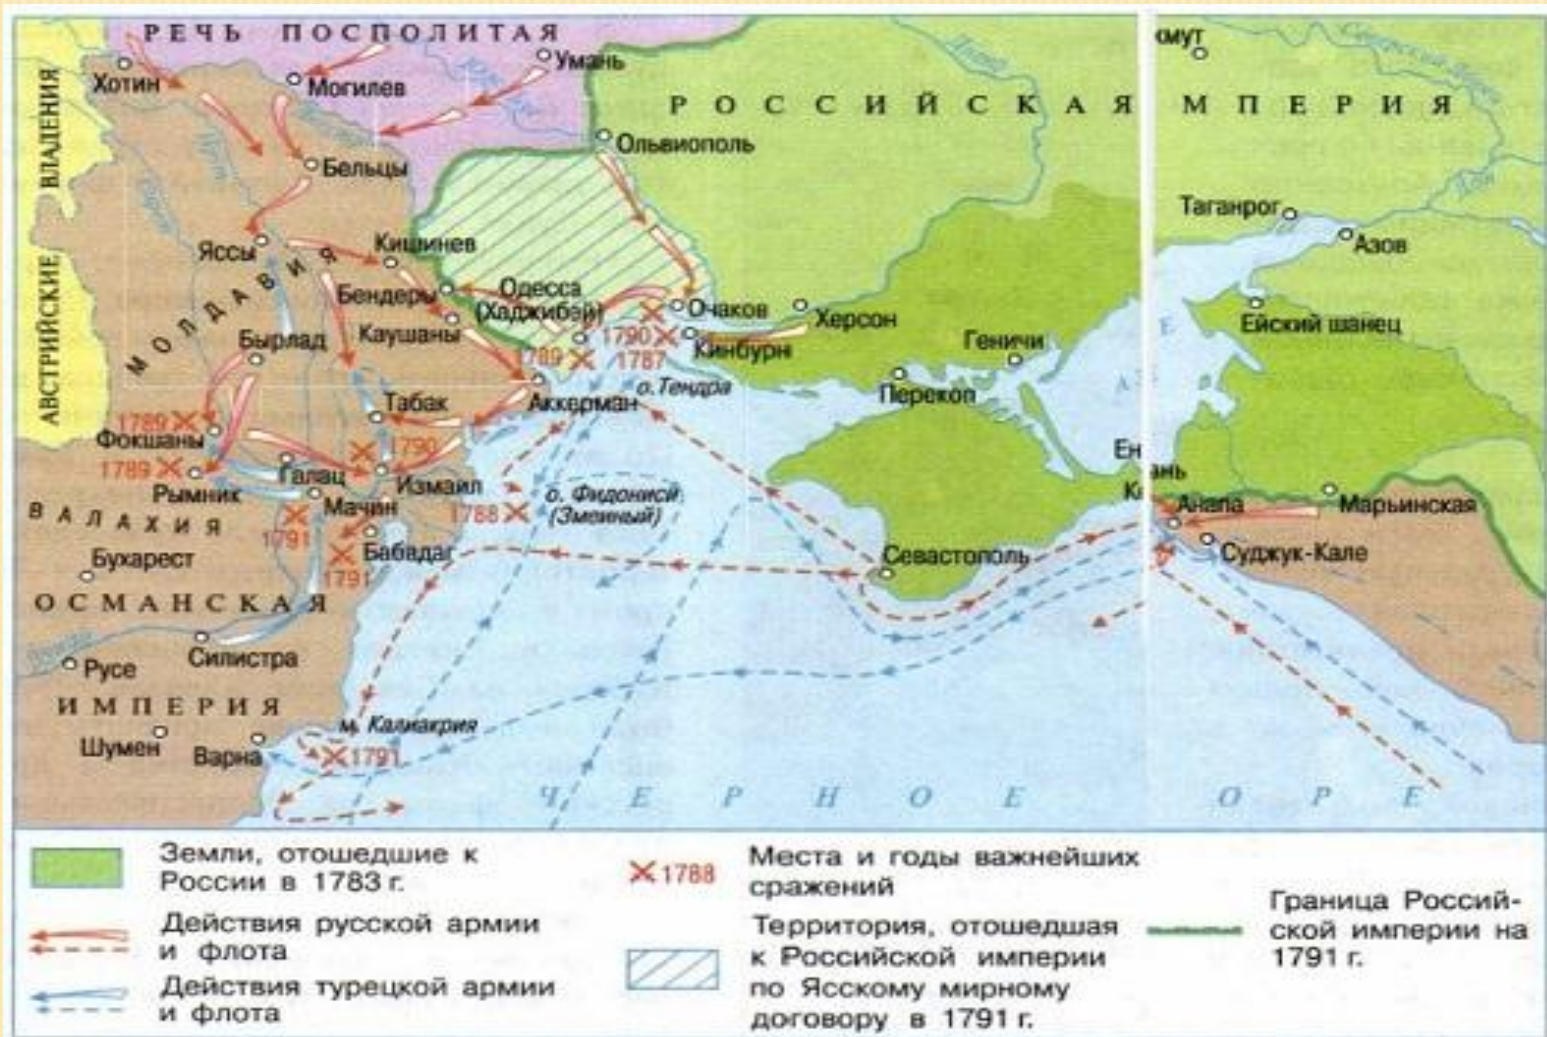 РЕЧЬ ПОСПОЛИТАЯ
Хотин
Могилев
Умань
хмут
РОССИЙСКАЯ МПЕРИЯ
АВСТРИЙСКИЕ ВЛАДЕНИЯ
Ольвиополь
Бельцы
Дон
Таганрог
Азов
Яссы
Кишинев
МОЛДАВИЯ
Бендеры
Одесса
(Хаджибей)
Очаков
Херсон
Ейский шанец
Каушаны
1790
Кинбурн
Геничи
Бырлад
1789
1787
о. Тендра
Перекоп
Аккерман
Табак
1789
Фокшаны
1790
1789
Галац
Рымник
Измаил
о. Фидониси
(Змеиный)
Ен
Мачин
1788
Анапа
Марьинская
ВАЛАХИЯ
1791
Бабадаг
Севастополь
Суджук-Кале
Бухарест
1791
ОСМАНСКАЯ
Силистра
Русе
ИМПЕРИЯ
м. Калиакрия
Шумен
Варна
1791
ЧЕРНОЕ ОРЕ
Земли, отошедшие к
России в 1783 г.
Действия русской армии
и флота
Действия турецкой армии
и флота
1788
Места и годы важнейших
сражений
Территория, отошедшая
к Российской империи
по Ясскому мирному
договору в 1791 г.
Граница Россий-
ской империи на
1791 г.